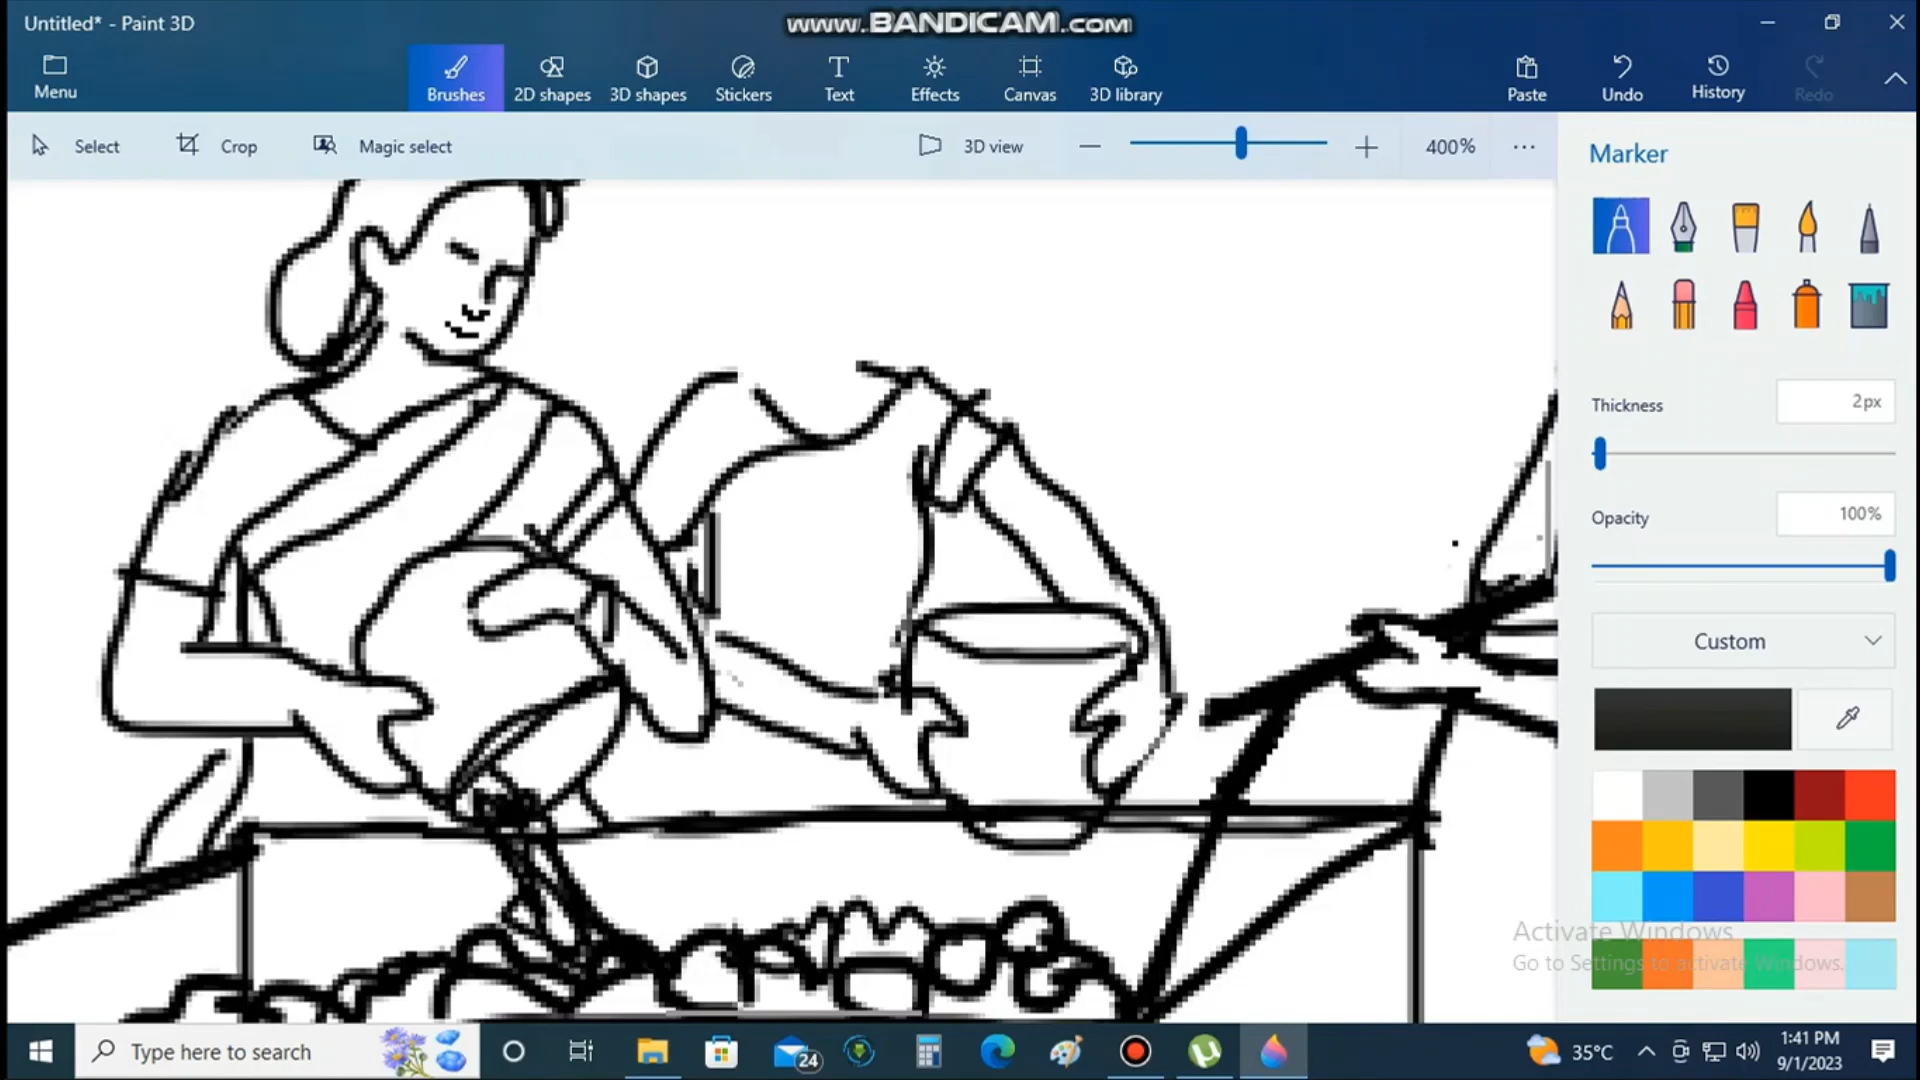 Untitled* - Paint 3D
www.BANDICAM.com
Menu
Brushes
2D shapes
3D shapes
Stickers
Text
Effects
Canvas
3D library
Paste
Undo
History
Redo
Select
Crop
Magic select
3D view
400%
Marker
Thickness
2px
Opacity
100%
Custom
Activate Windows
Go to Settings to activate Windows.
Type here to search
24
35°C
1:41 PM
9/1/2023